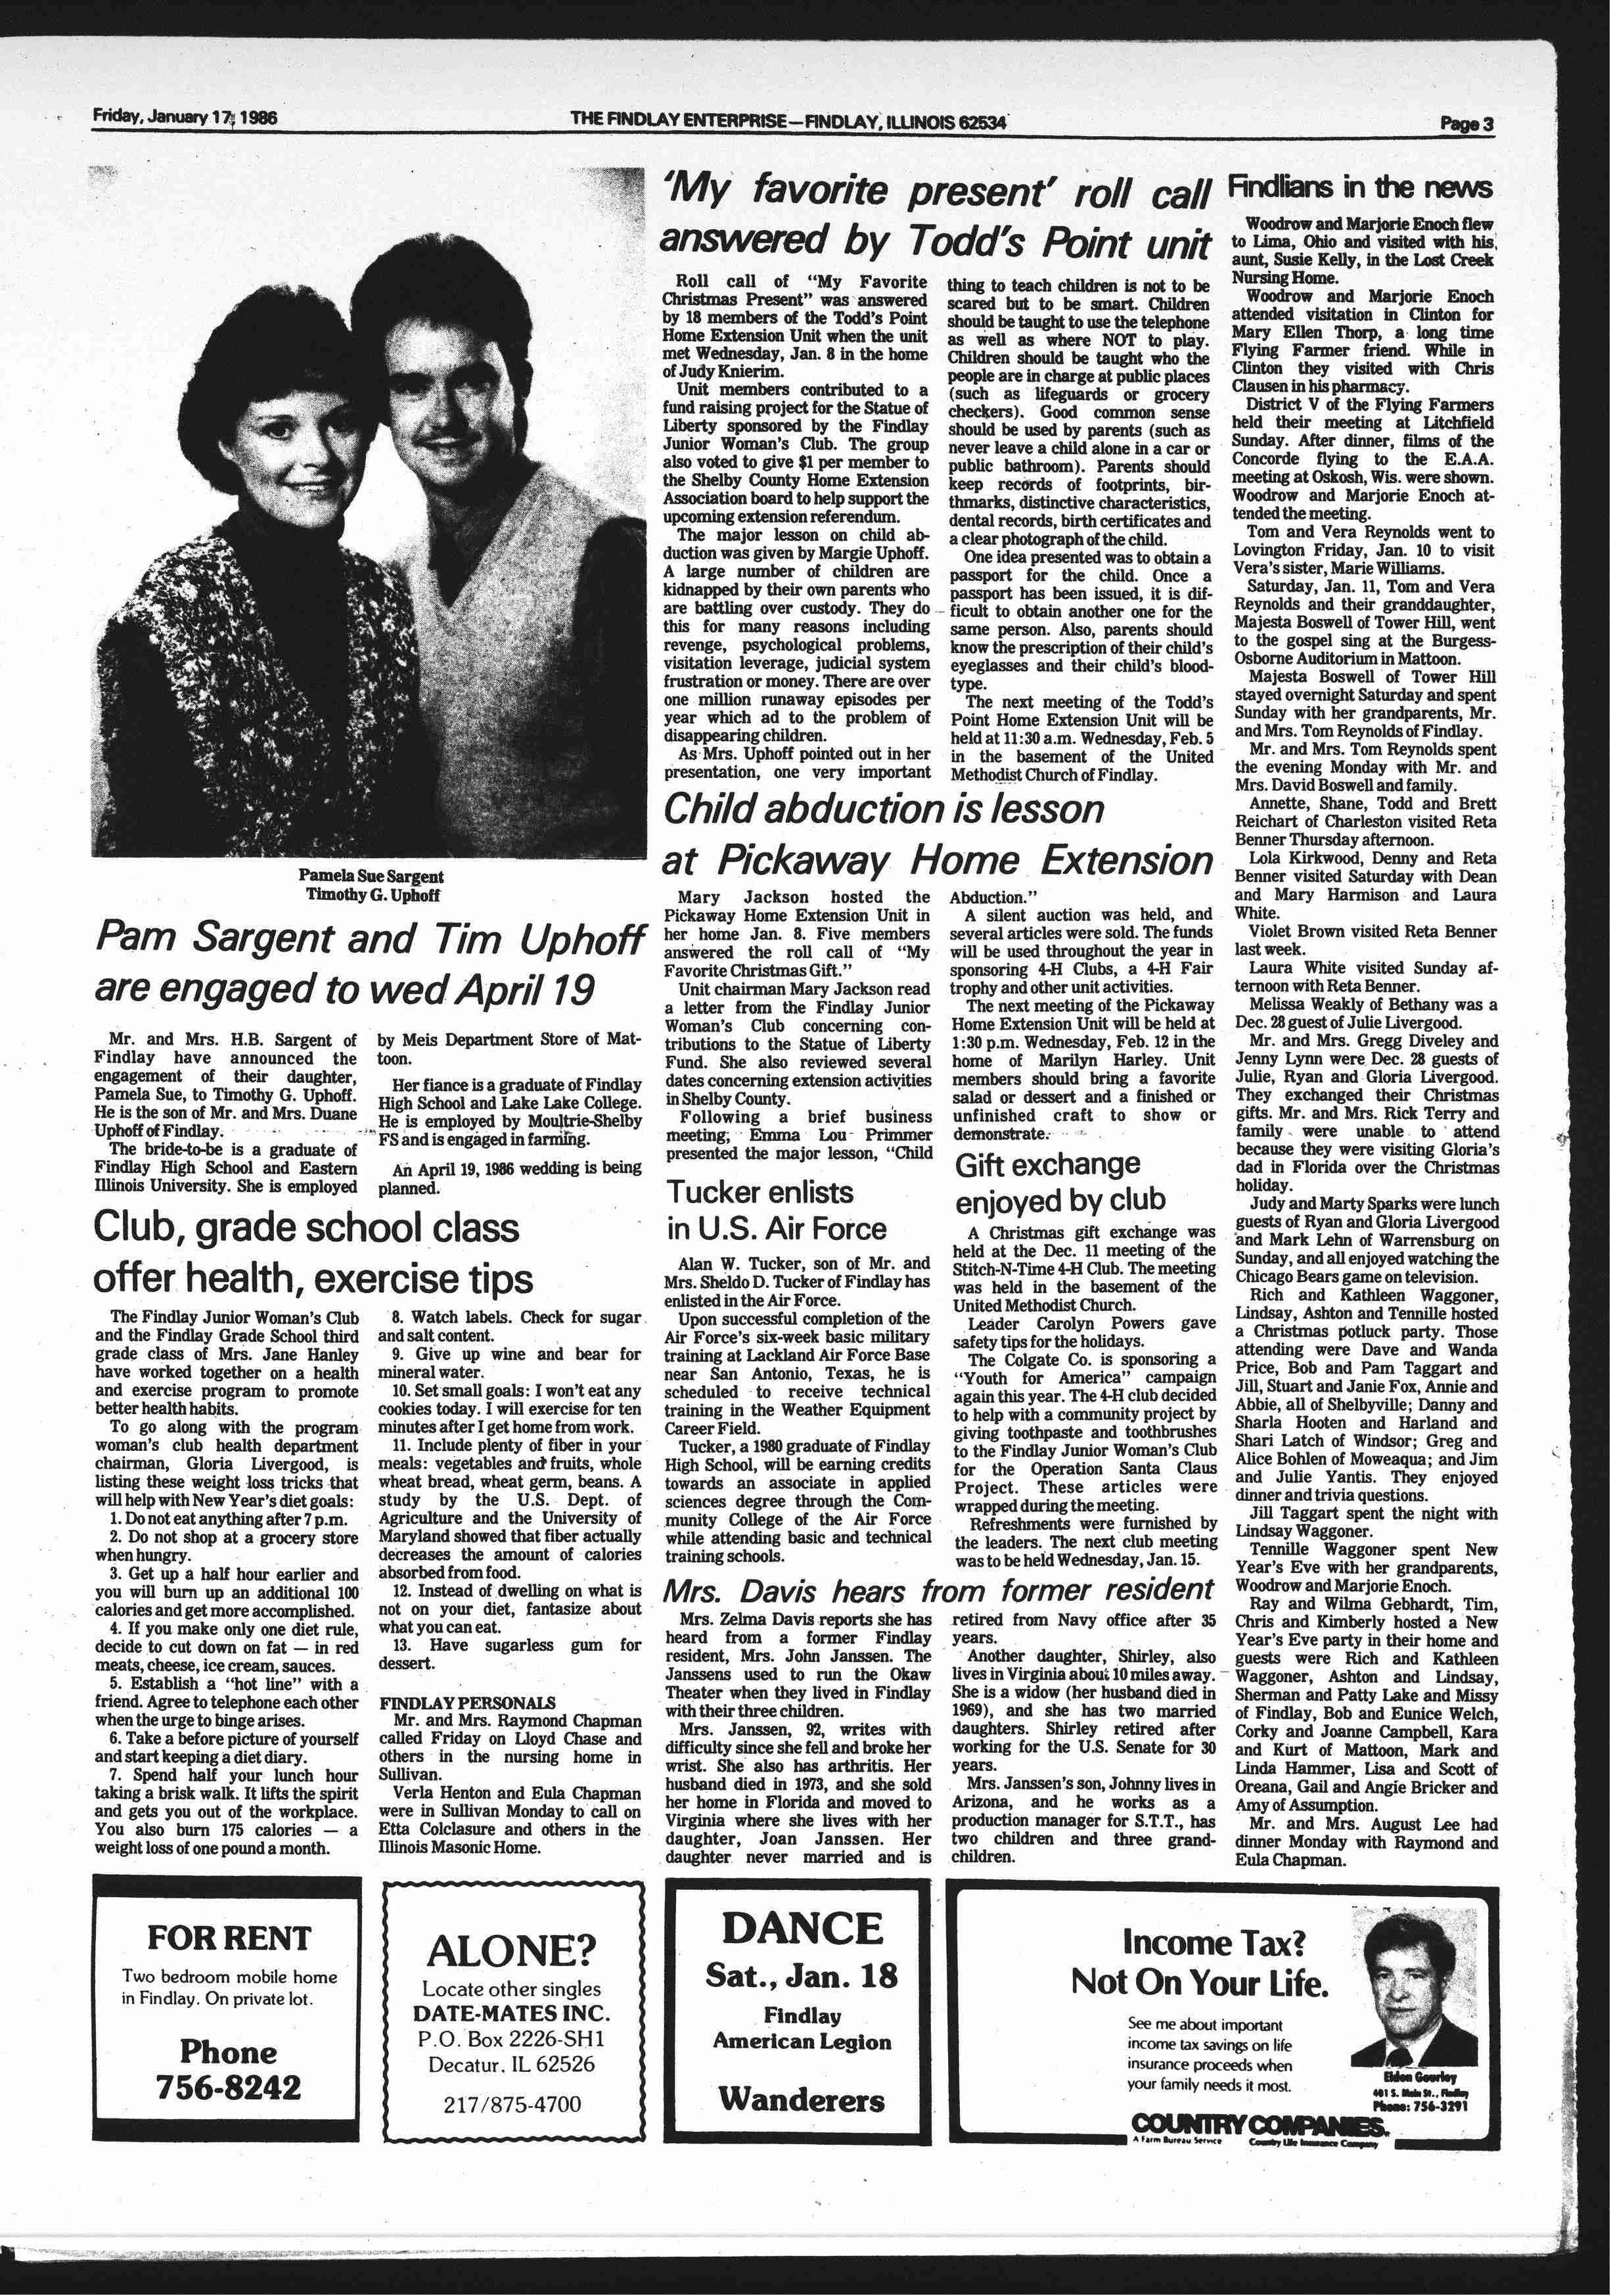 Friday, January 17, 1986
THE FINDLAY ENTERPRISE—FINDLAY, ILLINOIS 62534
Page 3
Pamela Sue Sargent
Timothy G. Uphoff
Pam Sargent and Tim Uphoff
are engaged to wed April 19
Mr. and Mrs. H.B. Sargent of
Findlay have announced the
engagement of their daughter,
Pamela Sue, to Timothy G. Uphoff.
He is the son of Mr. and Mrs. Duane
Uphoff of Findlay.
The bride-to-be is a graduate of
Findlay High School and Eastern
Illinois University. She is employed
by Meis Department Store of Mat-
toon.
Her fiance is a graduate of Findlay
High School and Lake Lake College.
He is employed by Moultrie-Shelby
FS and is engaged in farming.
An April 19, 1986 wedding is being
planned.
Club, grade school class
offer health, exercise tips
The Findlay Junior Woman's Club
and the Findlay Grade School third
grade class of Mrs. Jane Hanley
have worked together on a health
and exercise program to promote
better health habits.
To go along with the program
woman's club health department
chairman, Gloria Livergood, is
listing these weight loss tricks that
will help with New Year's diet goals:
1. Do not eat anything after 7 p.m.
2. Do not shop at a grocery store
when hungry.
3. Get up a half hour earlier and
you will burn up an additional 100
calories and get more accomplished.
4. If you make only one diet rule,
decide to cut down on fat — in red
meats, cheese, ice cream, sauces.
5. Establish a "hot line" with a
friend. Agree to telephone each other
when the urge to binge arises.
6. Take a before picture of yourself
and start keeping a diet diary.
7. Spend half your lunch hour
taking a brisk walk. It lifts the spirit
and gets you out of the workplace.
You also burn 175 calories — a
weight loss of one pound a month.
8. Watch labels. Check for sugar
and salt content.
9. Give up wine and bear for
mineral water.
10. Set small goals: I won't eat any
cookies today. I will exercise for ten
minutes after I get home from work.
11. Include plenty of fiber in your
meals: vegetables and fruits, whole
wheat bread, wheat germ, beans. A
study by the U.S. Dept. of
Agriculture and the University of
Maryland showed that fiber actually
decreases the amount of calories
absorbed from food.
12. Instead of dwelling on what is
not on your diet, fantasize about
what you can eat.
13. Have sugarless gum for
dessert.
FINDLAY PERSONALS
Mr. and Mrs. Raymond Chapman
called Friday on Lloyd Chase and
others in the nursing home in
Sullivan.
Verla Henton and Eula Chapman
were in Sullivan Monday to call on
Etta Colclasure and others in the
Illinois Masonic Home.
'My favorite present' roll call
answered by Todd's Point unit
Roll call of "My Favorite
Christmas Present" was answered
by 18 members of the Todd's Point
Home Extension Unit when the unit
met Wednesday, Jan. 8 in the home
of Judy Knierim.
Unit members contributed to a
fund raising project for the Statue of
Liberty sponsored by the Findlay
Junior Woman's Club. The group
also voted to give $1 per member to
the Shelby County Home Extension
Association board to help support the
upcoming extension referendum.
The major lesson on child ab-
duction was given by Margie Uphoff.
A large number of children are
kidnapped by their own parents who
are battling over custody. They do
this for many reasons including
revenge, psychological problems,
visitation leverage, judicial system
frustration or money. There are over
one million runaway episodes per
year which ad to the problem of
disappearing children.
As Mrs. Uphoff pointed out in her
presentation, one very important
thing to teach children is not to be
scared but to be smart. Children
should be taught to use the telephone
as well as where NOT to play.
Children should be taught who the
people are in charge at public places
(such as lifeguards or grocery
checkers). Good common sense
should be used by parents (such as
never leave a child alone in a car or
public bathroom). Parents should
keep records of footprints, bir-
thmarks, distinctive characteristics,
dental records, birth certificates and
a clear photograph of the child.
One idea presented was to obtain a
passport for the child. Once a
passport has been issued, it is dif-
ficult to obtain another one for the
same person. Also, parents should
know the prescription of their child's
eyeglasses and their child's blood-
type.
The next meeting of the Todd's
Point Home Extension Unit will be
held at 11:30 a.m. Wednesday, Feb. 5
in the basement of the United
Methodist Church of Findlay.
Child abduction is lesson
at Pickaway Home Extension
Mary Jackson hosted the
Pickaway Home Extension Unit in
her home Jan. 8. Five members
answered the roll call of "My
Favorite Christmas Gift."
Unit chairman Mary Jackson read
a letter from the Findlay Junior
Woman's Club concerning con-
tributions to the Statue of Liberty
Fund. She also reviewed several
dates concerning extension activities
in Shelby County.
Following a brief business
meeting; Emma Lou Primmer
presented the major lesson, "Child
Abduction."
A silent auction was held, and
several articles were sold. The funds
will be used throughout the year in
sponsoring 4-H Clubs, a 4-H Fair
trophy and other unit activities.
The next meeting of the Pickaway
Home Extension Unit will be held at
1:30 p.m. Wednesday, Feb. 12 in the
home of Marilyn Harley. Unit
members should bring a favorite
salad or dessert and a finished or
unfinished craft to show or
demonstrate.
Tucker enlists
in U.S. Air Force
Alan W. Tucker, son of Mr. and
Mrs. Sheldo D. Tucker of Findlay has
enlisted in the Air Force.
Upon successful completion of the
Air Force's six-week basic military
training at Lackland Air Force Base
near San Antonio, Texas, he is
scheduled to receive technical
training in the Weather Equipment
Career Field.
Tucker, a 1980 graduate of Findlay
High School, will be earning credits
towards an associate in applied
sciences degree through the Com-
munity College of the Air Force
while attending basic and technical
training schools.
Gift exchange
enjoyed by club
A Christmas gift exchange was
held at the Dec. 11 meeting of the
Stitch-N-Time 4-H Club. The meeting
was held in the basement of the
United Methodist Church.
Leader Carolyn Powers gave
safety tips for the holidays.
The Colgate Co. is sponsoring a
"Youth for America" campaign
again this year. The 4-H club decided
to help with a community project by
giving toothpaste and toothbrushes
to the Findlay Junior Woman's Club
for the Operation Santa Claus
Project. These articles were
wrapped during the meeting.
Refreshments were furnished by
the leaders. The next club meeting
was to be held Wednesday, Jan. 15.
Mrs. Davis hears from former resident
Mrs. Zelma Davis reports she has
heard from a former Findlay
resident, Mrs. John Janssen. The
Janssens used to run the Okaw
Theater when they lived in Findlay
with their three children.
Mrs. Janssen, 92, writes with
difficulty since she fell and broke her
wrist. She also has arthritis. Her
husband died in 1973, and she sold
her home in Florida and moved to
Virginia where she lives with her
daughter, Joan Janssen. Her
daughter never married and is
retired from Navy office after 35
years.
Another daughter, Shirley, also
lives in Virginia about 10 miles away.
She is a widow (her husband died in
1969), and she has two married
daughters. Shirley retired after
working for the U.S. Senate for 30
years.
Mrs. Janssen's son, Johnny lives in
Arizona, and he works as a
production manager for S.T.T., has
two children and three grand-
children.
Findlians in the news
Woodrow and Marjorie Enoch flew
to Lima, Ohio and visited with his
aunt, Susie Kelly, in the Lost Creek
Nursing Home.
Woodrow and Marjorie Enoch
attended visitation in Clinton for
Mary Ellen Thorp, a long time
Flying Farmer friend. While in
Clinton they visited with Chris
Clausen in his pharmacy.
District V of the Flying Farmers
held their meeting at Litchfield
Sunday. After dinner, films of the
Concorde flying to the E.A.A.
meeting at Oskosh, Wis. were shown.
Woodrow and Marjorie Enoch at-
tended the meeting.
Tom and Vera Reynolds went to
Lovington Friday, Jan. 10 to visit
Vera's sister, Marie Williams.
Saturday, Jan. 11, Tom and Vera
Reynolds and their granddaughter,
Majesta Boswell of Tower Hill, went
to the gospel sing at the Burgess-
Osborne Auditorium in Mattoon.
Majesta Boswell of Tower Hill
stayed overnight Saturday and spent
Sunday with her grandparents, Mr.
and Mrs. Tom Reynolds of Findlay.
Mr. and Mrs. Tom Reynolds spent
the evening Monday with Mr. and
Mrs. David Boswell and family.
Annette, Shane, Todd and Brett
Reichart of Charleston visited Reta
Benner Thursday afternoon.
Lola Kirkwood, Denny and Reta
Benner visited Saturday with Dean
and Mary Harmison and Laura
White.
Violet Brown visited Reta Benner
last week.
Laura White visited Sunday af-
ternoon with Reta Benner.
Melissa Weakly of Bethany was a
Dec. 28 guest of Julie Livergood.
Mr. and Mrs. Gregg Diveley and
Jenny Lynn were Dec. 28 guests of
Julie, Ryan and Gloria Livergood.
They exchanged their Christmas
gifts. Mr. and Mrs. Rick Terry and
family were unable to attend
because they were visiting Gloria's
dad in Florida over the Christmas
holiday.
Judy and Marty Sparks were lunch
guests of Ryan and Gloria Livergood
and Mark Lehn of Warrensburg on
Sunday, and all enjoyed watching the
Chicago Bears game on television.
Rich and Kathleen Waggoner,
Lindsay, Ashton and Tennille hosted
a Christmas potluck party. Those
attending were Dave and Wanda
Price, Bob and Pam Taggart and
Jill, Stuart and Janie Fox, Annie and
Abbie, all of Shelbyville; Danny and
Sharla Hooten and Harland and
Shari Latch of Windsor; Greg and
Alice Bohlen of Moweaqua; and Jim
and Julie Yantis. They enjoyed
dinner and trivia questions.
Jill Taggart spent the night with
Lindsay Waggoner.
Tennille Waggoner spent New
Year's Eve with her grandparents,
Woodrow and Marjorie Enoch.
Ray and Wilma Gebhardt, Tim,
Chris and Kimberly hosted a New
Year's Eve party in their home and
guests were Rich and Kathleen
Waggoner, Ashton and Lindsay,
Sherman and Patty Lake and Missy
of Findlay, Bob and Eunice Welch,
Corky and Joanne Campbell, Kara
and Kurt of Mattoon, Mark and
Linda Hammer, Lisa and Scott of
Oreana, Gail and Angie Bricker and
Amy of Assumption.
Mr. and Mrs. August Lee had
dinner Monday with Raymond and
Eula Chapman.
FOR RENT
Two bedroom mobile home
in Findlay. On private lot.
Phone
756-8242
ALONE?
Locate other singles
DATE-MATES INC.
P.O. Box 2226-SH1
Decatur, IL 62526
217/875-4700
DANCE
Sat., Jan. 18
Findlay
American Legion
Wanderers
Income Tax?
Not On Your Life.
See me about important
income tax savings on life
insurance proceeds when
your family needs it most.
Eldon Gourley
401 S. Main St., Findlay
Phone: 756-3291
COUNTRY COMPANIES.
A Farm Bureau Service
Country Life Insurance Company